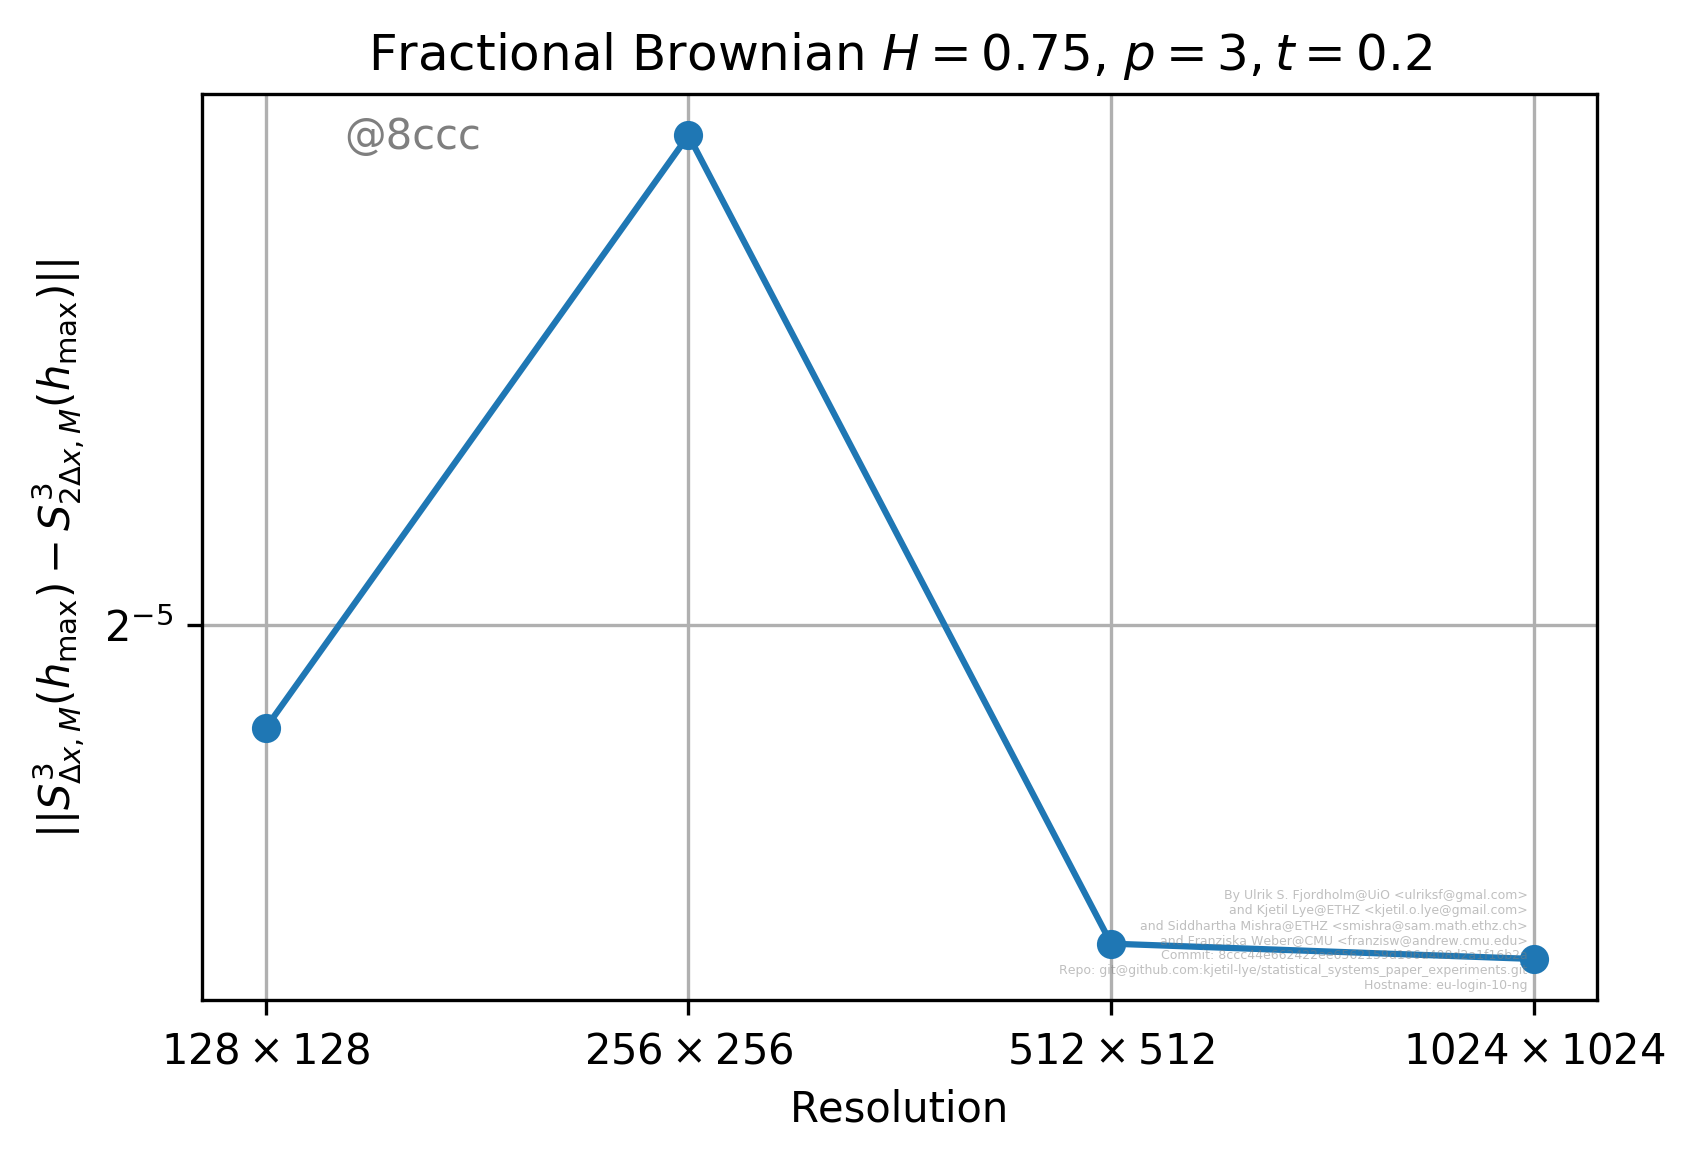 Fractional Brownian H = 0.75, p = 3, t = 0.2
@8ccc
||S³_{Δx,M}(h_max) − S³_{2Δx,M}(h_max)||
2⁻⁵
By Ulrik S. Fjordholm@UiO <ulriksf@gmal.com>
and Kjetil Lye@ETHZ <kjetil.o.lye@gmail.com>
and Siddhartha Mishra@ETHZ <smishra@sam.math.ethz.ch>
and Franziska Weber@CMU <franzisw@andrew.cmu.edu>
Commit:
Repo: git@github.com:kjetil-lye/statistical_systems_paper_experiments.git
Hostname: eu-login-10-ng
128 × 128 256 × 256 512 × 512 1024 × 1024
Resolution